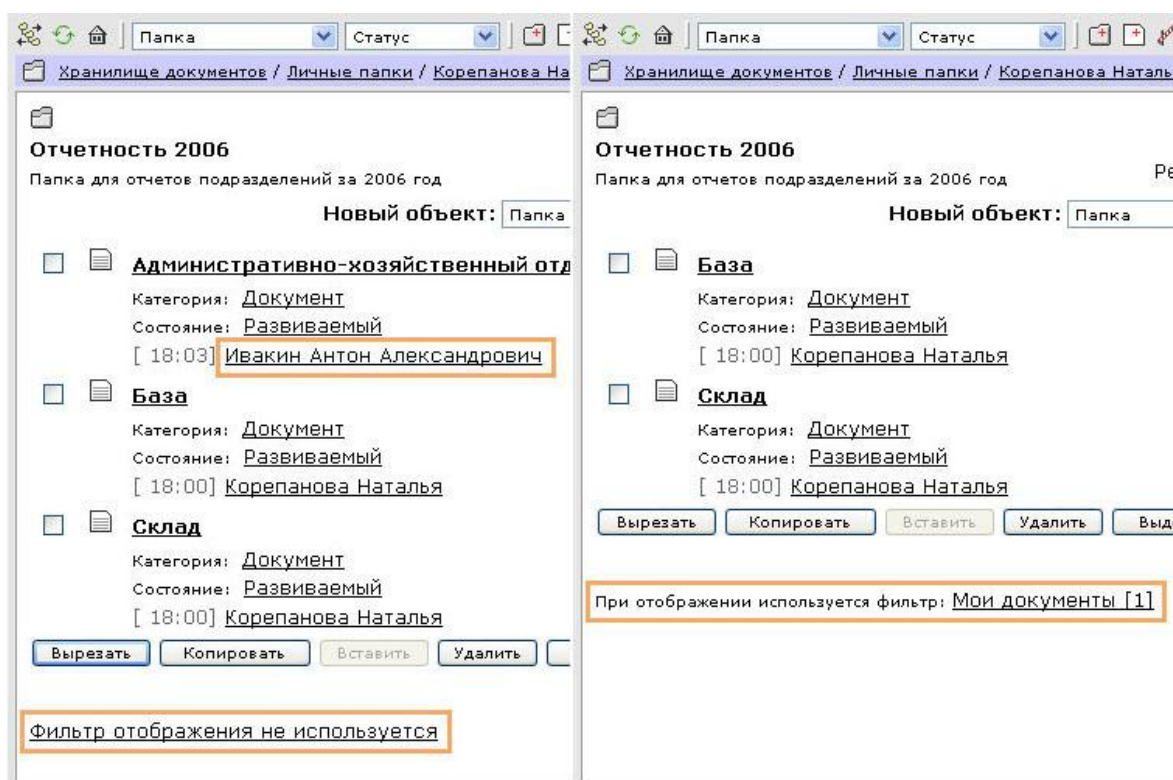 Папка Статус
Хранилище документов / Личные папки / Корепанова На
Отчетность 2006
Папка для отчетов подразделений за 2006 год
Новый объект: Папка
Административно-хозяйственный отд
Категория: Документ
Состояние: Развиваемый
[ 18:03] Ивакин Антон Александрович
База
Категория: Документ
Состояние: Развиваемый
[ 18:00] Корепанова Наталья
Склад
Категория: Документ
Состояние: Развиваемый
[ 18:00] Корепанова Наталья
Вырезать Копировать Вставить Удалить
Фильтр отображения не используется
Папка Статус
Хранилище документов / Личные папки / Корепанова Наталь
Отчетность 2006
Ре
Папка для отчетов подразделений за 2006 год
Новый объект: Папка
База
Категория: Документ
Состояние: Развиваемый
[ 18:00] Корепанова Наталья
Склад
Категория: Документ
Состояние: Развиваемый
[ 18:00] Корепанова Наталья
Вырезать Копировать Вставить Удалить Выд
При отображении используется фильтр: Мои документы [1]